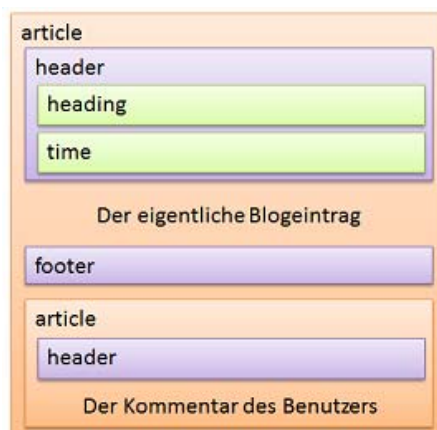 article
header
heading
time
Der eigentliche Blogeintrag
footer
article
header
Der Kommentar des Benutzers